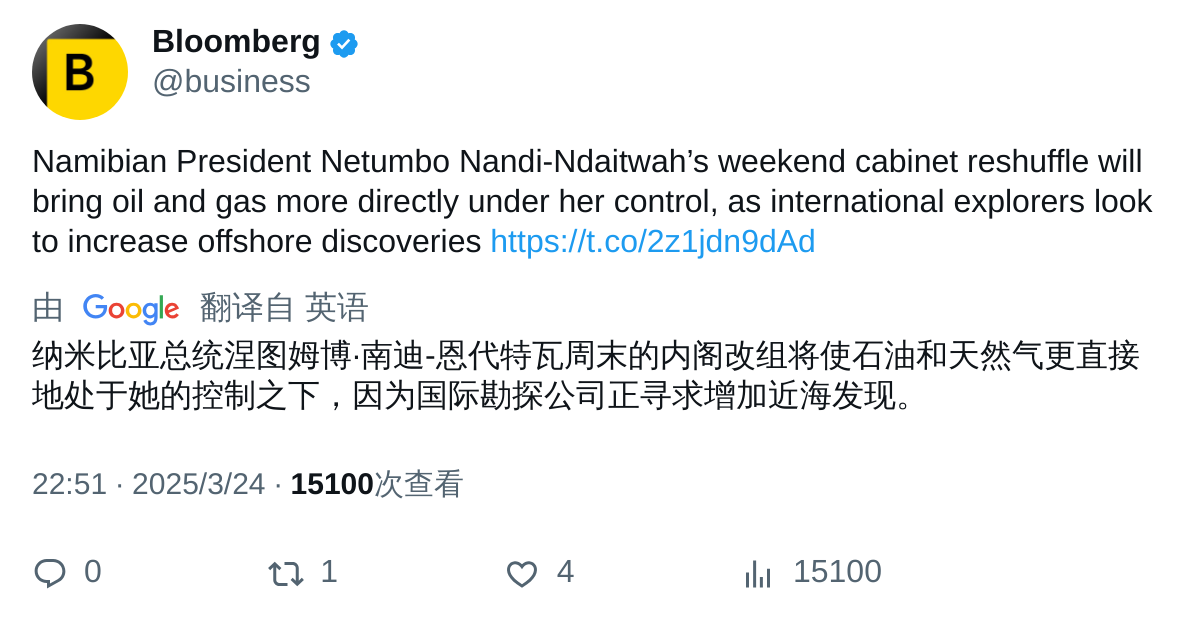 B
Bloomberg
@business
Namibian President Netumbo Nandi-Ndaitwah’s weekend cabinet reshuffle will
bring oil and gas more directly under her control, as international explorers look
to increase offshore discoveries https://t.co/2z1jdn9dAd
由 Google 翻译自 英语
纳米比亚总统涅图姆博·南迪-恩代特瓦周末的内阁改组将使石油和天然气更直接
地处于她的控制之下，因为国际勘探公司正寻求增加近海发现。
22:51 · 2025/3/24 · 15100次查看
0 1 4 15100